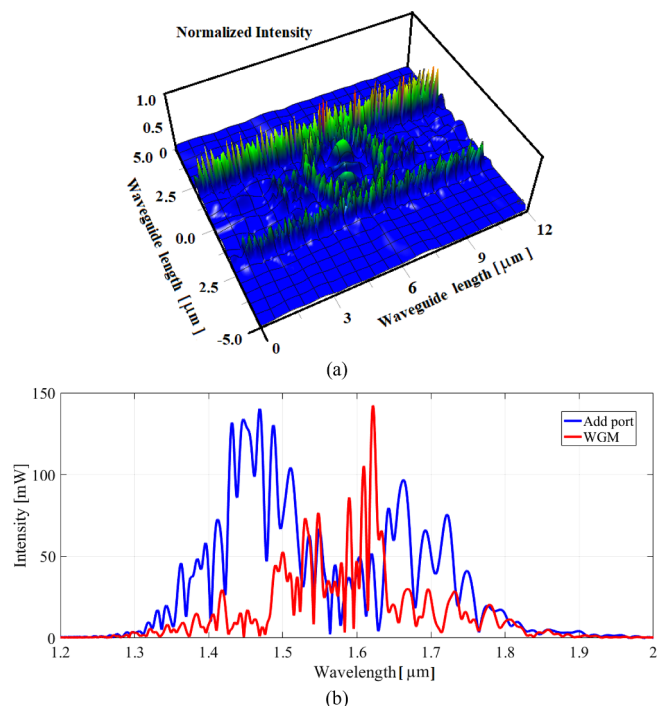 Normalized Intensity
1.0
0.5
0
5.0
2.5
0.0
2.5
-5.0
Waveguide length [ μm ]
0
3
6
9
12
Waveguide length [ μm ]
(a)
150
100
50
0
Intensity [mW]
Add port
WGM
1.2 1.3 1.4 1.5 1.6 1.7 1.8 1.9 2
Wavelength [ μm ]
(b)